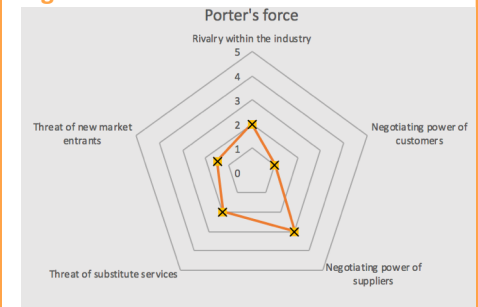 Porter's force
Rivalry within the industry
5
4
3
2
1
0
Threat of new market
entrants
Negotiating power of
customers
Threat of substitute services
Negotiating power of
suppliers